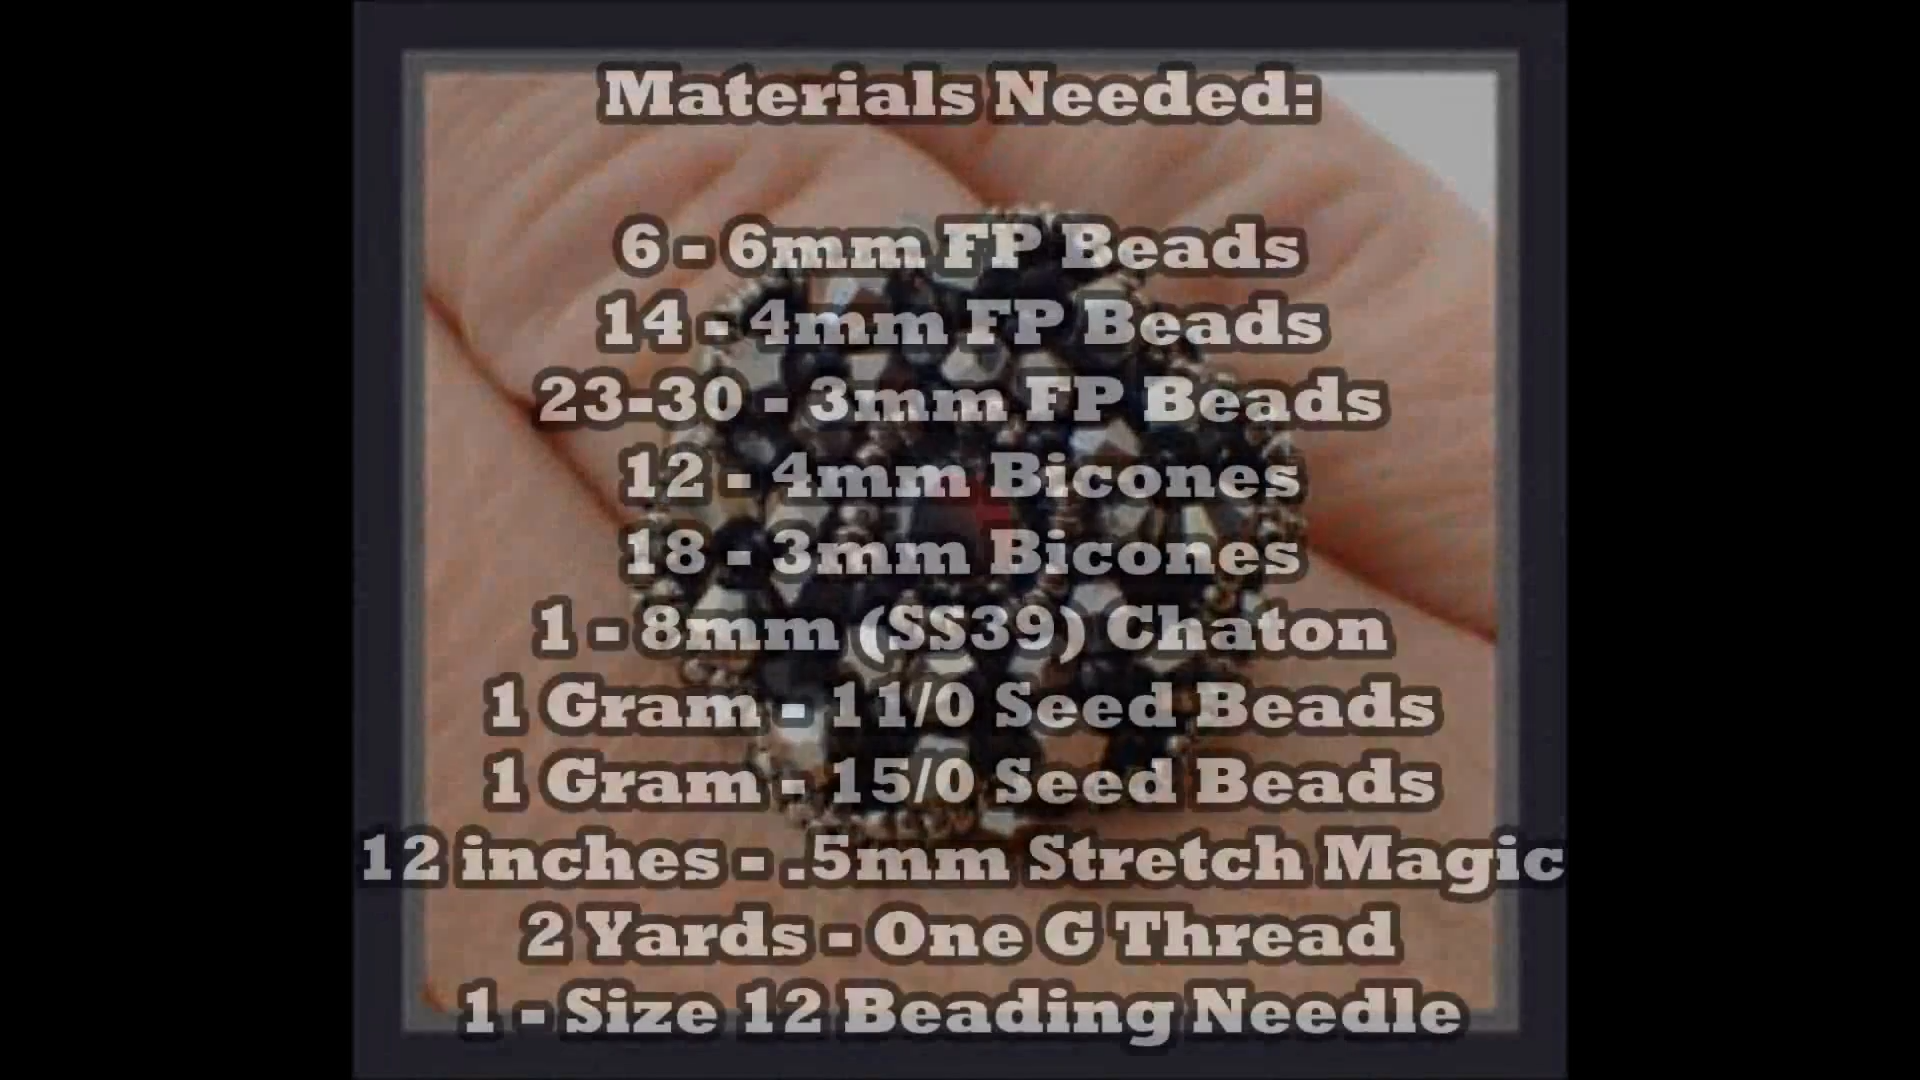 Materials Needed:
6 - 6mm FP Beads
14 - 4mm FP Beads
23-30 - 3mm FP Beads
12 - 4mm Bicones
18 - 3mm Bicones
1 - 8mm (SS39) Chaton
1 Gram - 11/0 Seed Beads
1 Gram - 15/0 Seed Beads
12 inches - .5mm Stretch Magic
2 Yards - One G Thread
1 - Size 12 Beading Needle